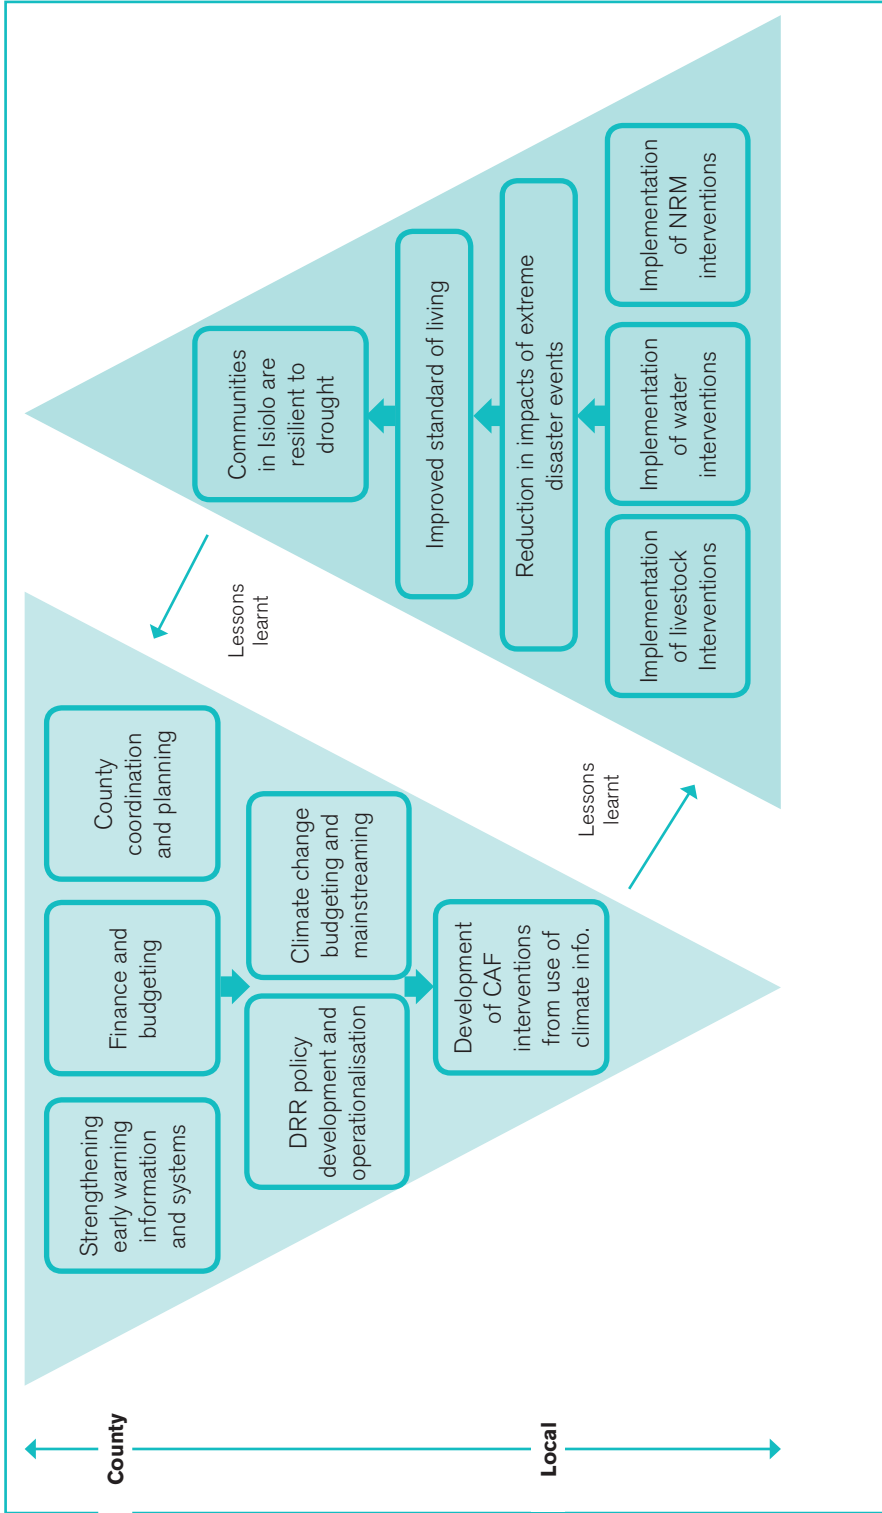 County
Local
Strengthening
early warning
information
and systems
Finance and
budgeting
County
coordination
and planning
DRR policy
development and
operationalisation
Climate change
budgeting and
mainstreaming
Development
of CAF
interventions
from use of
climate info.
Lessons
learnt
Lessons
learnt
Communities
in Isiolo are
resilient to
drought
Improved standard of living
Reduction in impacts of extreme
disaster events
Implementation
of livestock
Interventions
Implementation
of water
interventions
Implementation
of NRM
interventions